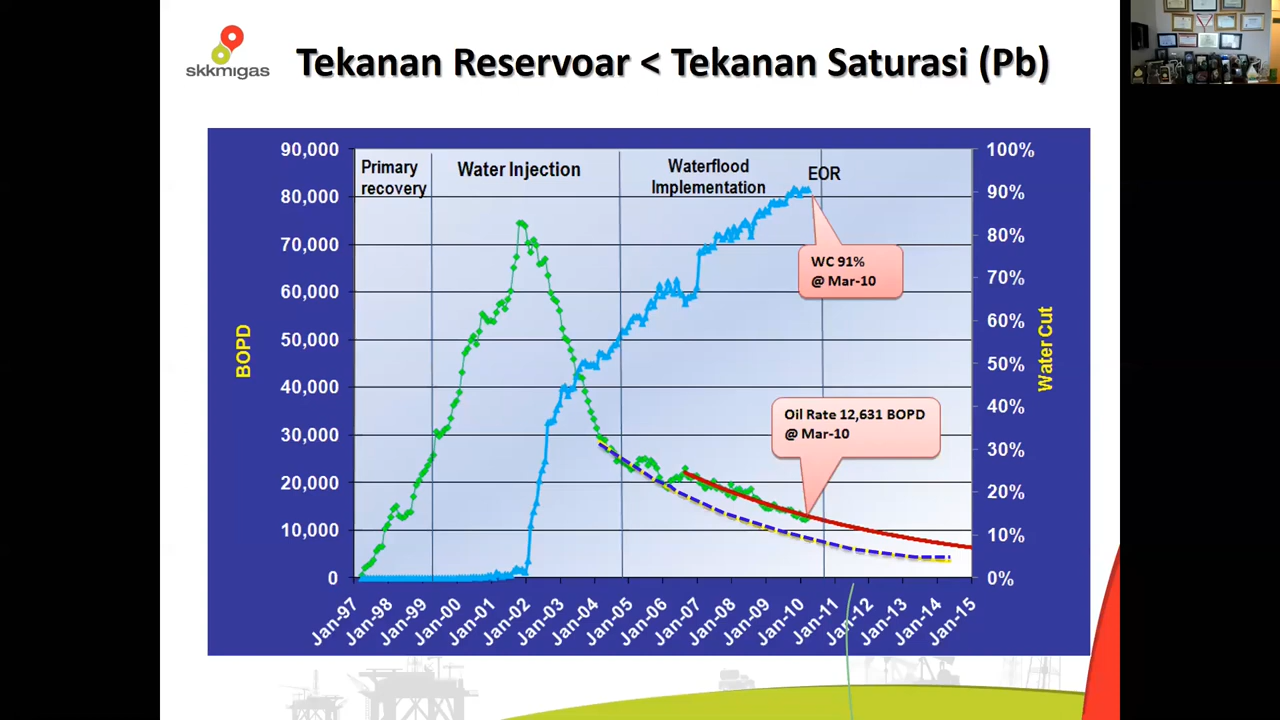 skkmigas
Tekanan Reservoar < Tekanan Saturasi (Pb)
90,000
80,000
70,000
60,000
50,000
40,000
30,000
20,000
10,000
0
BOPD
Primary
recovery
Water Injection
Waterflood
Implementation
EOR
WC 91%
@ Mar-10
Oil Rate 12,631 BOPD
@ Mar-10
100%
90%
80%
70%
60%
50%
40%
30%
20%
10%
0%
Water Cut
Jan-97
Jan-98
Jan-99
Jan-00
Jan-01
Jan-02
Jan-03
Jan-04
Jan-05
Jan-06
Jan-07
Jan-08
Jan-09
Jan-10
Jan-11
Jan-12
Jan-13
Jan-14
Jan-15